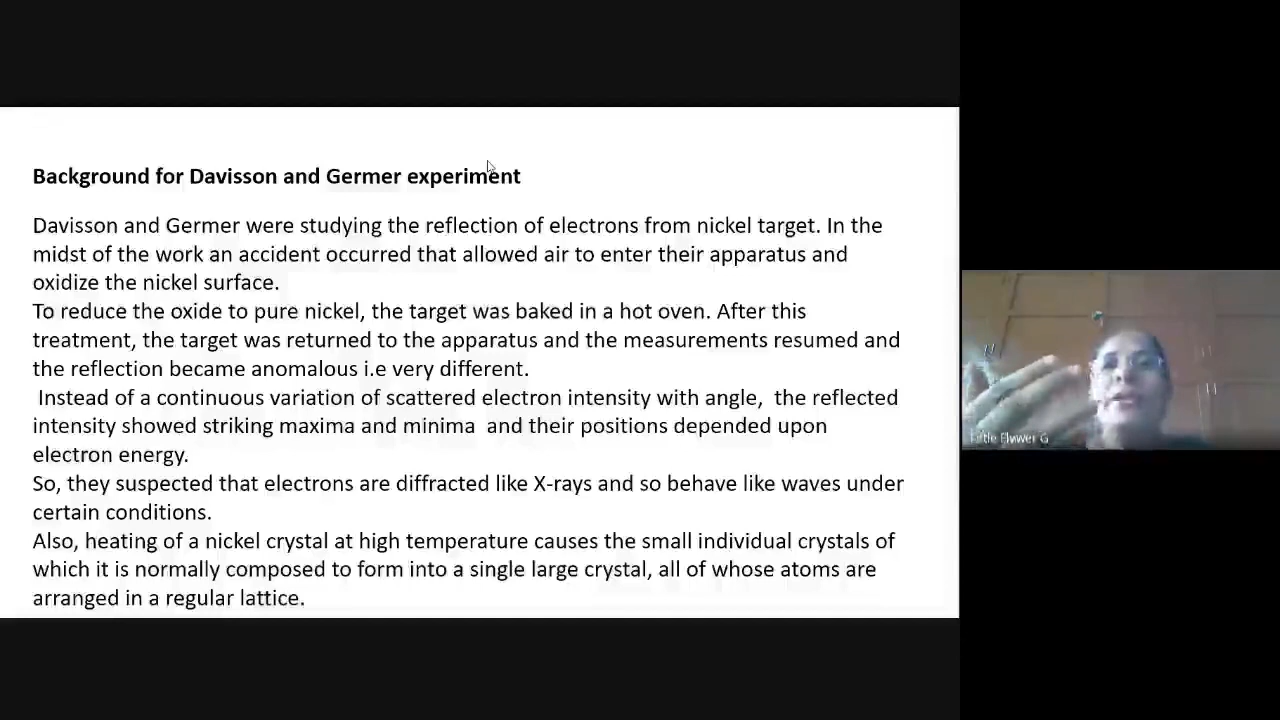 Background for Davisson and Germer experiment
Davisson and Germer were studying the reflection of electrons from nickel target. In the
midst of the work an accident occurred that allowed air to enter their apparatus and
oxidize the nickel surface.
To reduce the oxide to pure nickel, the target was baked in a hot oven. After this
treatment, the target was returned to the apparatus and the measurements resumed and
the reflection became anomalous i.e very different.
Instead of a continuous variation of scattered electron intensity with angle,  the reflected
intensity showed striking maxima and minima  and their positions depended upon
electron energy.
So, they suspected that electrons are diffracted like X-rays and so behave like waves under
certain conditions.
Also, heating of a nickel crystal at high temperature causes the small individual crystals of
which it is normally composed to form into a single large crystal, all of whose atoms are
arranged in a regular lattice.
Little Flower G